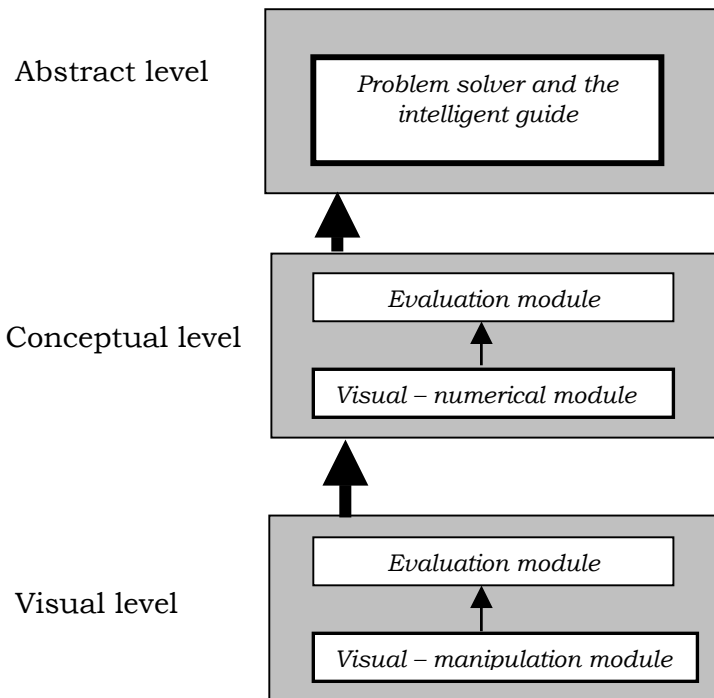 Abstract level
Problem solver and the
intelligent guide
Evaluation module
Conceptual level
Visual – numerical module
Evaluation module
Visual level
Visual – manipulation module